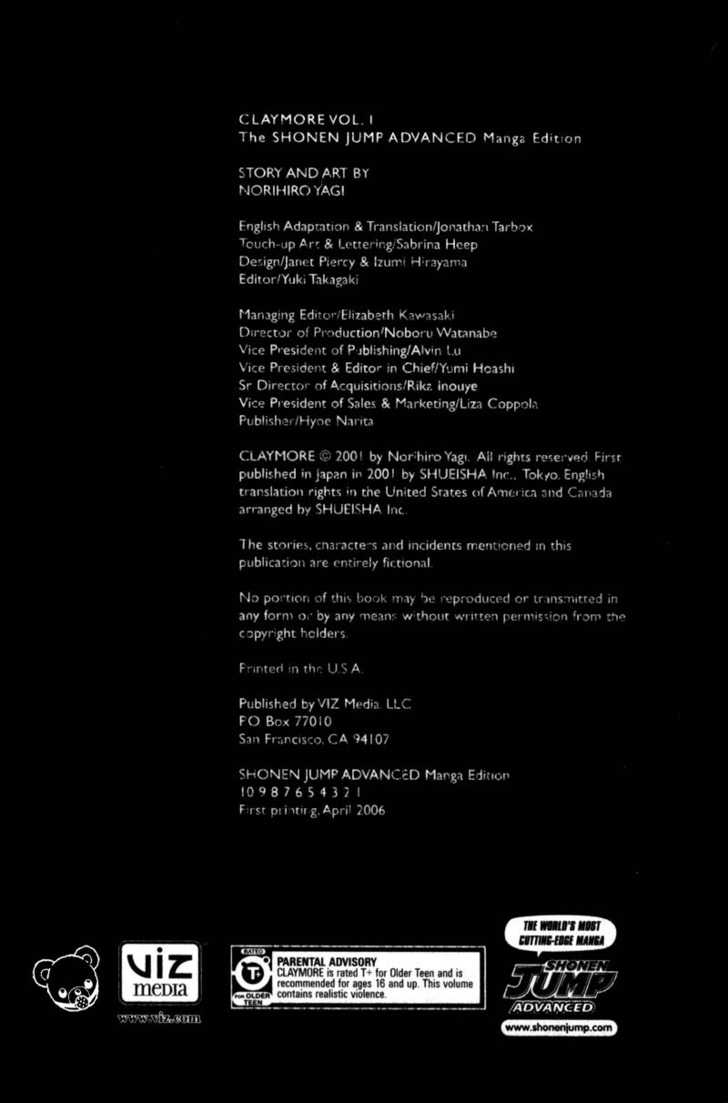 CLAYMORE VOL. 1
The SHONEN JUMP ADVANCED Manga Edition
STORY AND ART BY
NORIHIRO YAGI
English Adaptation & Translation/Jonathan Tarbox
Touch-up Art & Lettering/Sabrina Heep
Design/Janet Piercy & Izumi Hirayama
Editor/Yuki Takagaki
Managing Editor/Elizabeth Kawasaki
Director of Production/Noboru Watanabe
Vice President of Publishing/Alvin Lu
Vice President & Editor in Chief/Yumi Hoashi
Sr Director of Acquisitions/Rika Inouye
Vice President of Sales & Marketing/Liza Coppola
Publisher/Hyoe Narita
CLAYMORE © 2001 by Norihiro Yagi. All rights reserved. First
published in Japan in 2001 by SHUEISHA Inc., Tokyo. English
translation rights in the United States of America and Canada
arranged by SHUEISHA Inc.
The stories, characters and incidents mentioned in this
publication are entirely fictional.
No portion of this book may be reproduced or transmitted in
any form or by any means without written permission from the
copyright holders.
Printed in the U.S.A.
Published by VIZ Media, LLC
P.O. Box 77010
San Francisco, CA 94107
SHONEN JUMP ADVANCED Manga Edition
10 9 8 7 6 5 4 3 2 1
First printing, April 2006
THE WORLD'S MOST
CUTTING-EDGE MANGA
SHONEN
JUMP
ADVANCED
www.shonenjump.com
VIZ
media
www.viz.com
RATED
T+
FOR OLDER
TEEN
PARENTAL ADVISORY
CLAYMORE is rated T+ for Older Teen and is
recommended for ages 16 and up. This volume
contains realistic violence.